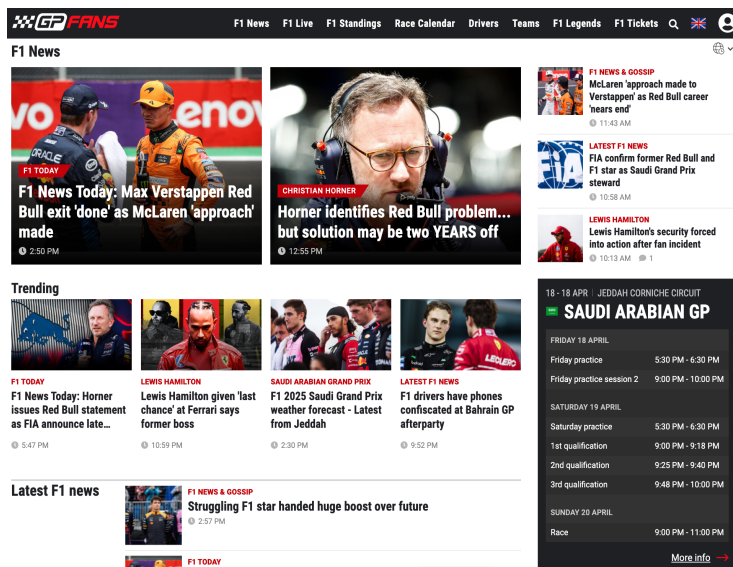 GPFANS
F1 News F1 Live F1 Standings Race Calendar Drivers Teams F1 Legends F1 Tickets
F1 News
F1 TODAY
F1 News Today: Max Verstappen Red
Bull exit 'done' as McLaren 'approach'
made
2:50 PM
CHRISTIAN HORNER
Horner identifies Red Bull problem...
but solution may be two YEARS off
12:55 PM
F1 NEWS & GOSSIP
McLaren 'approach made to
Verstappen' as Red Bull career
'nears end'
11:43 AM
LATEST F1 NEWS
FIA confirm former Red Bull and
F1 star as Saudi Grand Prix
steward
10:58 AM
LEWIS HAMILTON
Lewis Hamilton's security forced
into action after fan incident
10:13 AM 1
Trending
F1 TODAY
F1 News Today: Horner
issues Red Bull statement
as FIA announce late...
5:47 PM
LEWIS HAMILTON
Lewis Hamilton given 'last
chance' at Ferrari says
former boss
10:59 PM
SAUDI ARABIAN GRAND PRIX
F1 2025 Saudi Grand Prix
weather forecast - Latest
from Jeddah
2:30 PM
LECLERC
LATEST F1 NEWS
F1 drivers have phones
confiscated at Bahrain GP
afterparty
9:52 PM
18 - 18 APR | JEDDAH CORNICHE CIRCUIT
SAUDI ARABIAN GP
FRIDAY 18 APRIL
Friday practice 5:30 PM - 6:30 PM
Friday practice session 2 9:00 PM - 10:00 PM
SATURDAY 19 APRIL
Saturday practice 5:30 PM - 6:30 PM
1st qualification 9:00 PM - 9:18 PM
2nd qualification 9:25 PM - 9:40 PM
3rd qualification 9:48 PM - 10:00 PM
SUNDAY 20 APRIL
Race 9:00 PM - 11:00 PM
More info →
Latest F1 news
F1 NEWS & GOSSIP
Struggling F1 star handed huge boost over future
2:57 PM
F1 TODAY